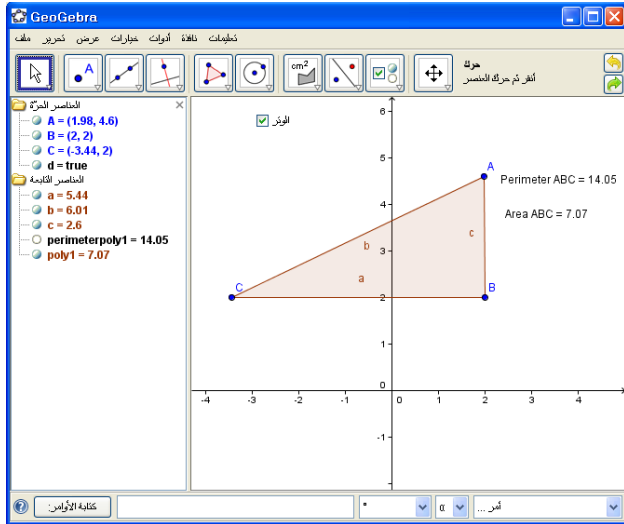 GeoGebra
ملف تحرير عرض خيارات أدوات نافذة تعليمات
A
cm²
حرك
أنقر ثم حرك العنصر
العناصر الحرّة
A = (1.98, 4.6)
B = (2, 2)
C = (-3.44, 2)
d = true
العناصر التابعة
a = 5.44
b = 6.01
c = 2.6
perimeterpoly1 = 14.05
poly1 = 7.07
الوتر
A
Perimeter ABC = 14.05
Area ABC = 7.07
b
c
a
C
B
6
5
4
3
2
1
0
-4 -3 -2 -1 0 1 2 3 4
-1
كتابة الأوامر:
°
α
أمر ...